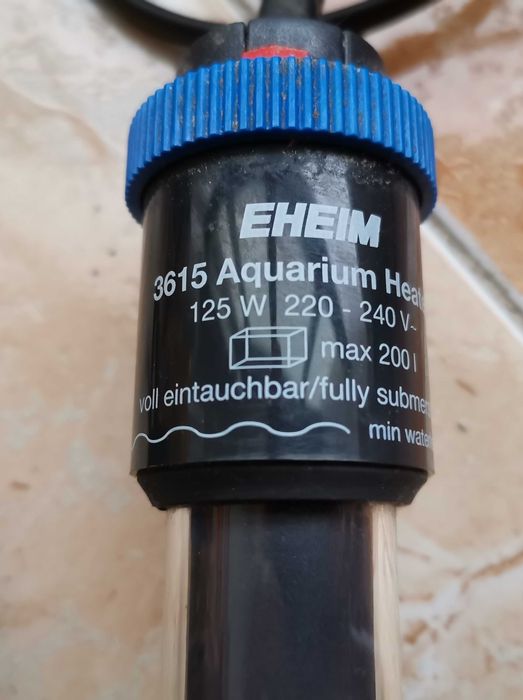 EHEIM
3615 Aquarium
125 W 220 - 240 V~
max 200 l
voll eintauchbar/fully
min